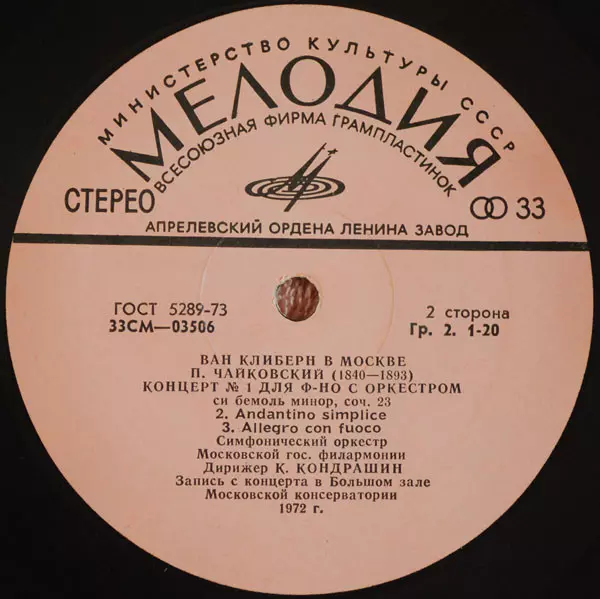 МИНИСТЕРСТВО КУЛЬТУРЫ СССР
МЕЛОДИЯ
ВСЕСОЮЗНАЯ ФИРМА ГРАМПЛАСТИНОК
СТЕРЕО
33
АПРЕЛЕВСКИЙ ОРДЕНА ЛЕНИНА ЗАВОД
ГОСТ 5289-73
33СМ—03506
2 сторона
Гр. 2. 1-20
ВАН КЛИБЕРН В МОСКВЕ
П. ЧАЙКОВСКИЙ (1840—1893)
КОНЦЕРТ № 1 ДЛЯ Ф-НО С ОРКЕСТРОМ
си бемоль минор, соч. 23
2. Andantino simplice
3. Allegro con fuoco
Симфонический оркестр
Московской гос. филармонии
Дирижер К. КОНДРАШИН
Запись с концерта в Большом зале
Московской консерватории
1972 г.